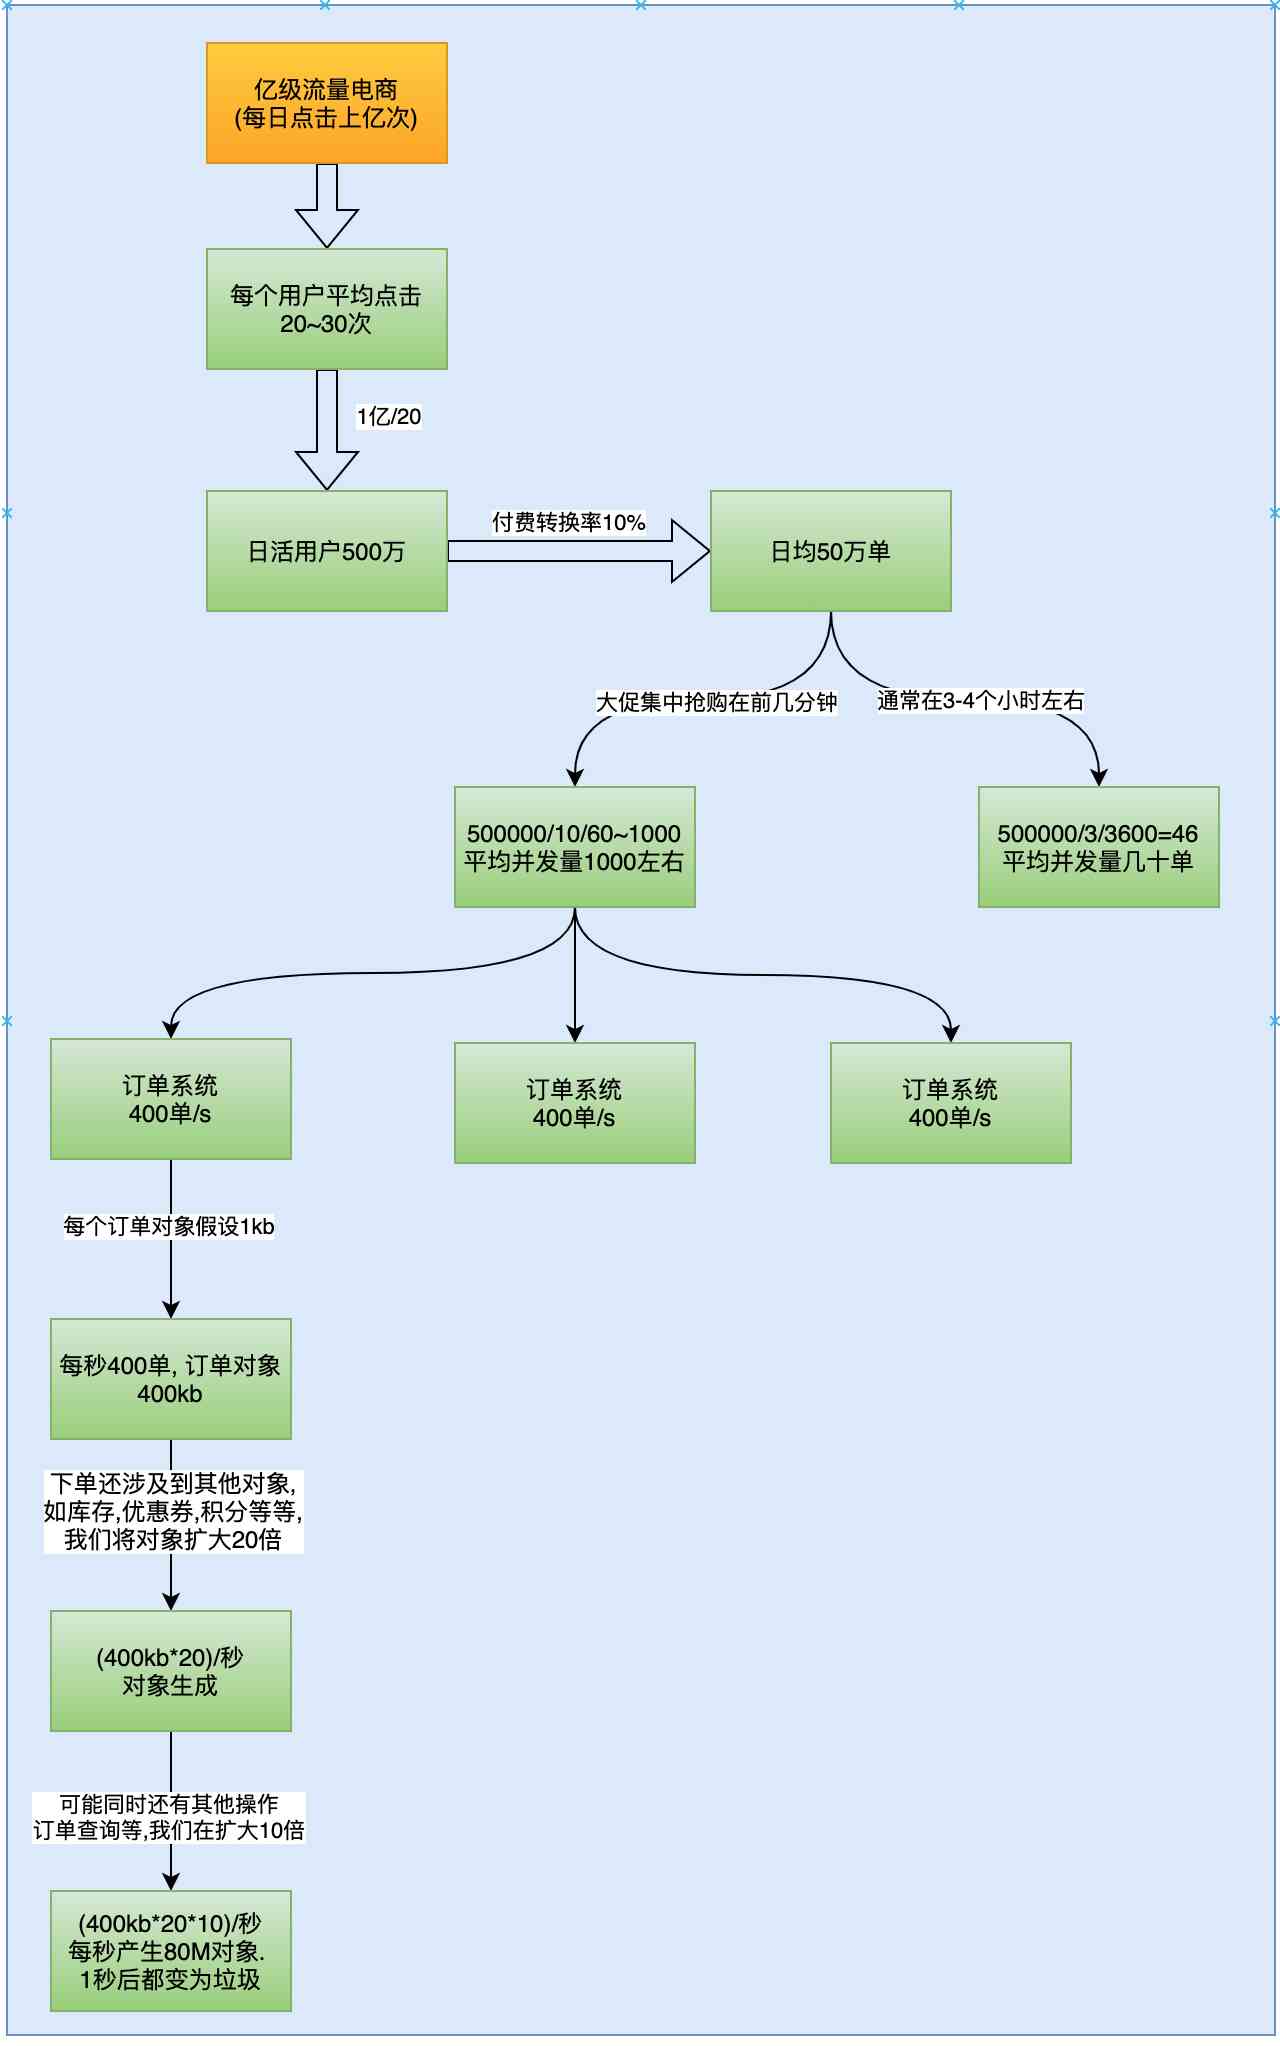 亿级流量电商
(每日点击上亿次)
每个用户平均点击
20~30次
1亿/20
日活用户500万
付费转换率10%
日均50万单
大促集中抢购在前几分钟
通常在3-4个小时左右
500000/10/60~1000
平均并发量1000左右
500000/3/3600=46
平均并发量几十单
订单系统
400单/s
订单系统
400单/s
订单系统
400单/s
每个订单对象假设1kb
每秒400单, 订单对象
400kb
下单还涉及到其他对象,
如库存,优惠券,积分等等,
我们将对象扩大20倍
(400kb*20)/秒
对象生成
可能同时还有其他操作
订单查询等,我们在扩大10倍
(400kb*20*10)/秒
每秒产生80M对象.
1秒后都变为垃圾